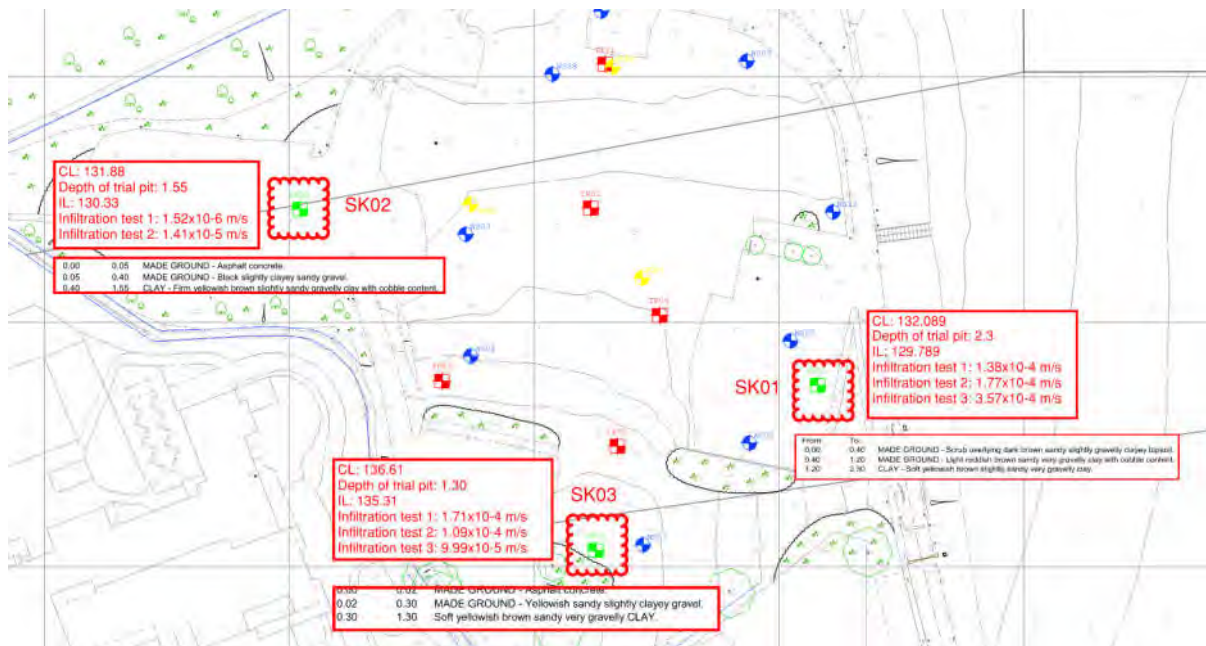 CL: 131.88
Depth of trial pit: 1.55
IL: 130.33
Infiltration test 1: 1.52x10-6 m/s
Infiltration test 2: 1.41x10-5 m/s
SK02
0.00 0.05 MADE GROUND - Asphalt concrete.
0.05 0.40 MADE GROUND - Black slightly clayey sandy gravel.
0.40 1.55 CLAY - Firm yellowish brown slightly sandy gravelly clay with cobble content.
CL: 132.089
Depth of trial pit: 2.3
IL: 129.789
Infiltration test 1: 1.38x10-4 m/s
Infiltration test 2: 1.77x10-4 m/s
Infiltration test 3: 3.57x10-4 m/s
SK01
From To
0.00 0.40 MADE GROUND - Scrub overlying dark brown sandy slightly gravelly clayey topsoil.
0.40 1.20 MADE GROUND - Light reddish brown sandy very gravelly clay with cobble content.
1.20 2.30 CLAY - Soft yellowish brown slightly sandy very gravelly clay.
CL: 136.61
Depth of trial pit: 1.30
IL: 135.31
Infiltration test 1: 1.71x10-4 m/s
Infiltration test 2: 1.09x10-4 m/s
Infiltration test 3: 9.99x10-5 m/s
SK03
0.00 0.02 MADE GROUND - Asphalt concrete.
0.02 0.30 MADE GROUND - Yellowish sandy slightly clayey gravel.
0.30 1.30 Soft yellowish brown sandy very gravelly CLAY.